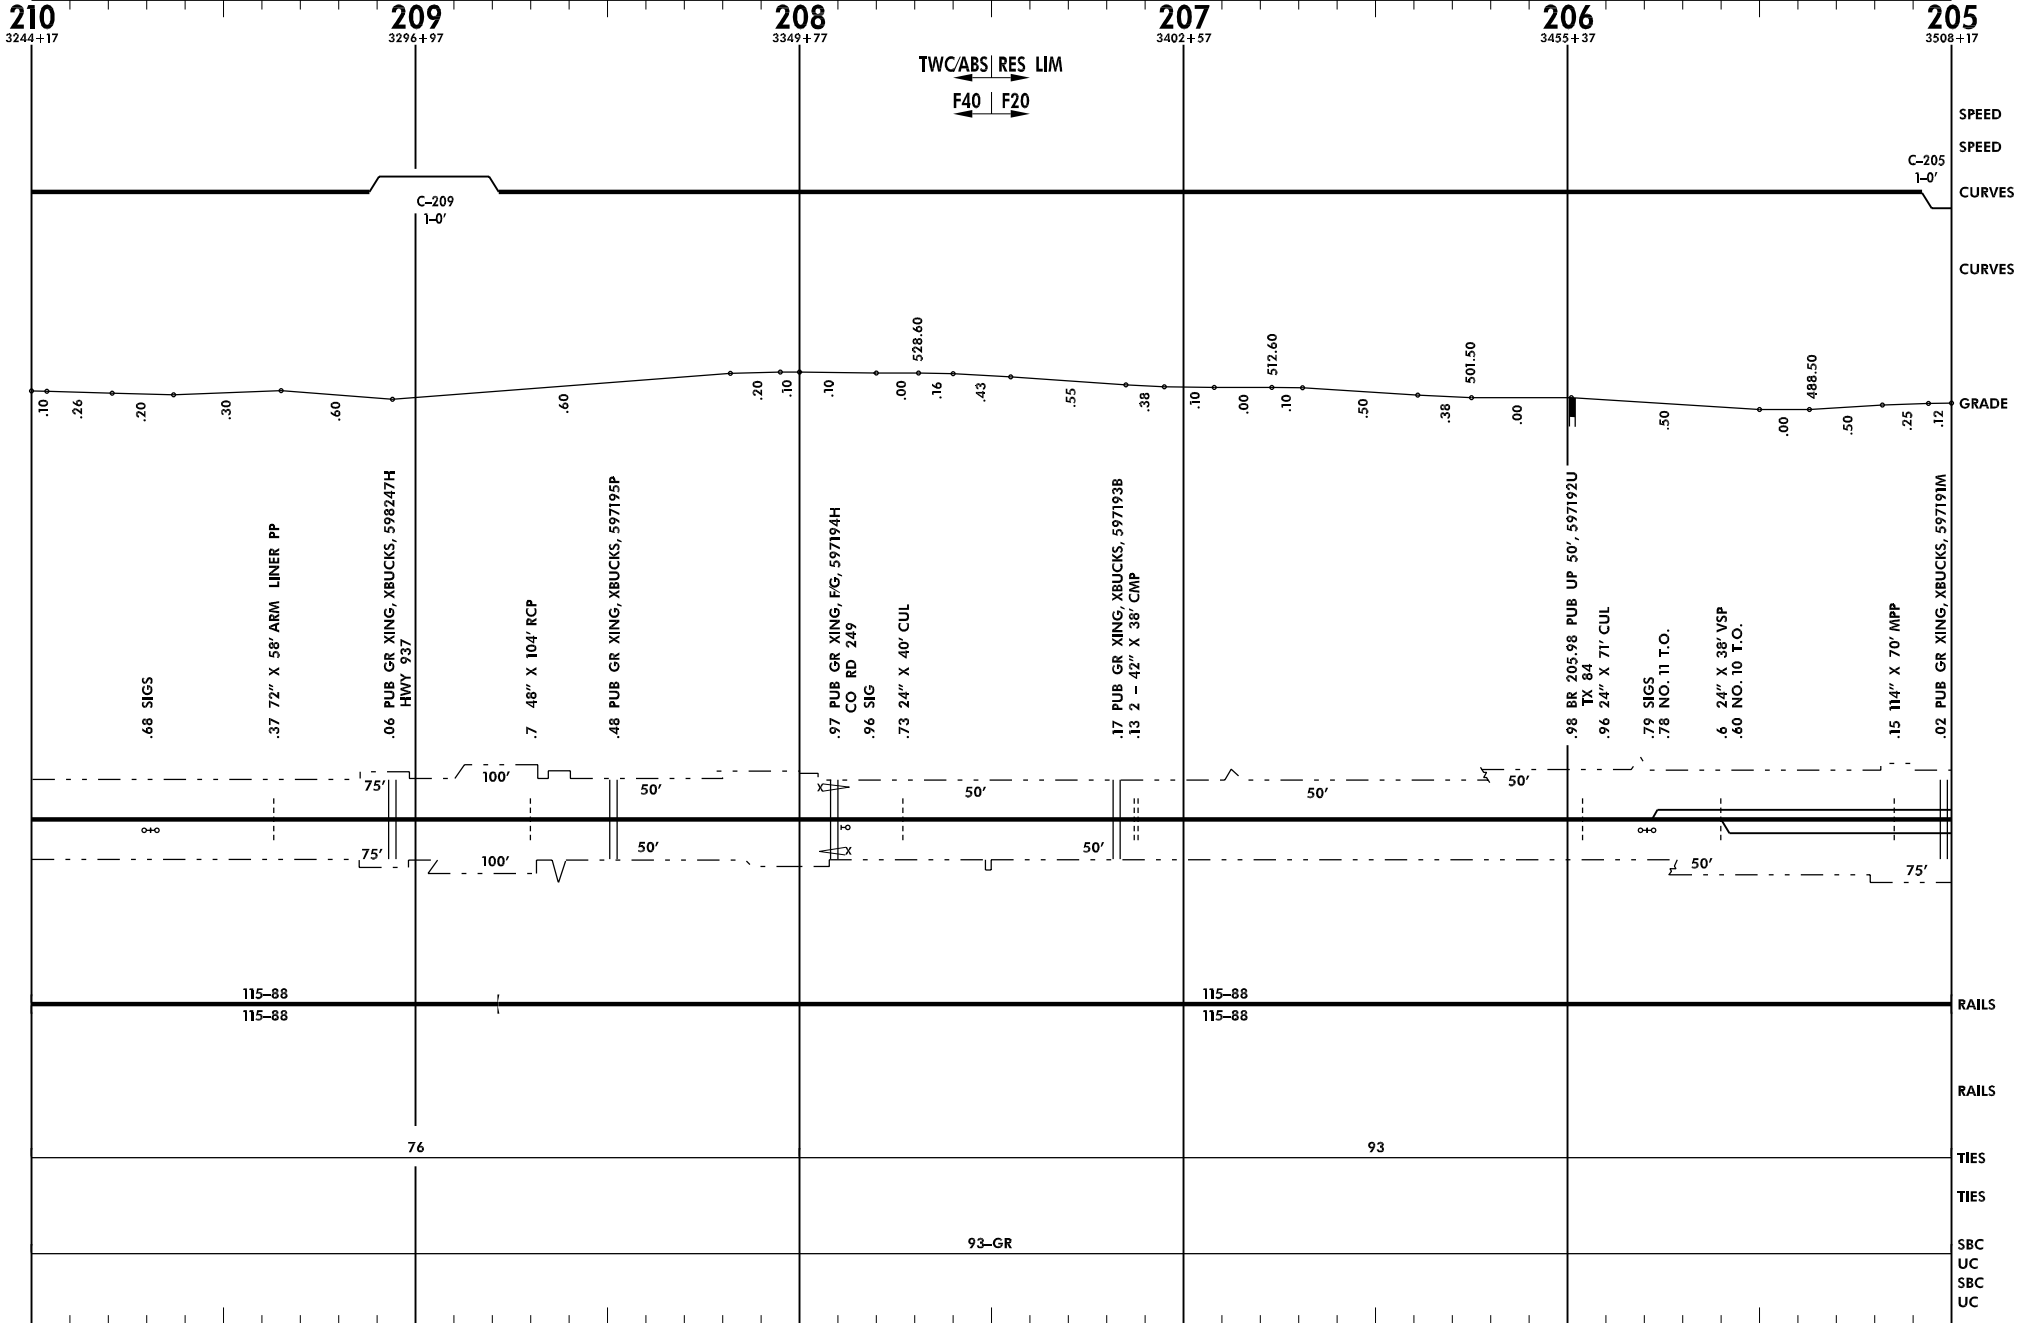 210 209 208 207 206 205
3244+17 3296+97 3349+77 3402+57 3455+37 3508+17
TWC/ABS RES LIM
F40 F20
SPEED
SPEED
C–205
1–0'
CURVES
C–209
1–0'
CURVES
528.60
512.60
501.50
488.50
GRADE
.10
.26
.20
.30
.60
.60
.20
.10
.10
.00
.16
.43
.55
.38
.10
.00
.10
.50
.38
.00
.50
.00
.50
.25
.12
.68 SIGS
.37 72" X 58' ARM LINER PP
.06 PUB GR XING, XBUCKS, 598247H
HWY 937
.7 48" X 104' RCP
.48 PUB GR XING, XBUCKS, 597195P
.97 PUB GR XING, F/G, 597194H
CO RD 249
.96 SIG
.73 24" X 40' CUL
.17 PUB GR XING, XBUCKS, 597193B
.13 2 – 42" X 38' CMP
.98 BR 205.98 PUB UP 50', 597192U
TX 84
.96 24" X 71' CUL
.79 SIGS
.78 NO. 11 T.O.
.6 24" X 38' VSP
.60 NO. 10 T.O.
.15 114" X 70' MPP
.02 PUB GR XING, XBUCKS, 597191M
75' 100' 50' 50' 50' 50'
X
X
75' 100' 50' 50' 50' 75'
115–88 115–88
RAILS
115–88 115–88
RAILS
76 93
TIES
TIES
93–GR
SBC
UC
SBC
UC